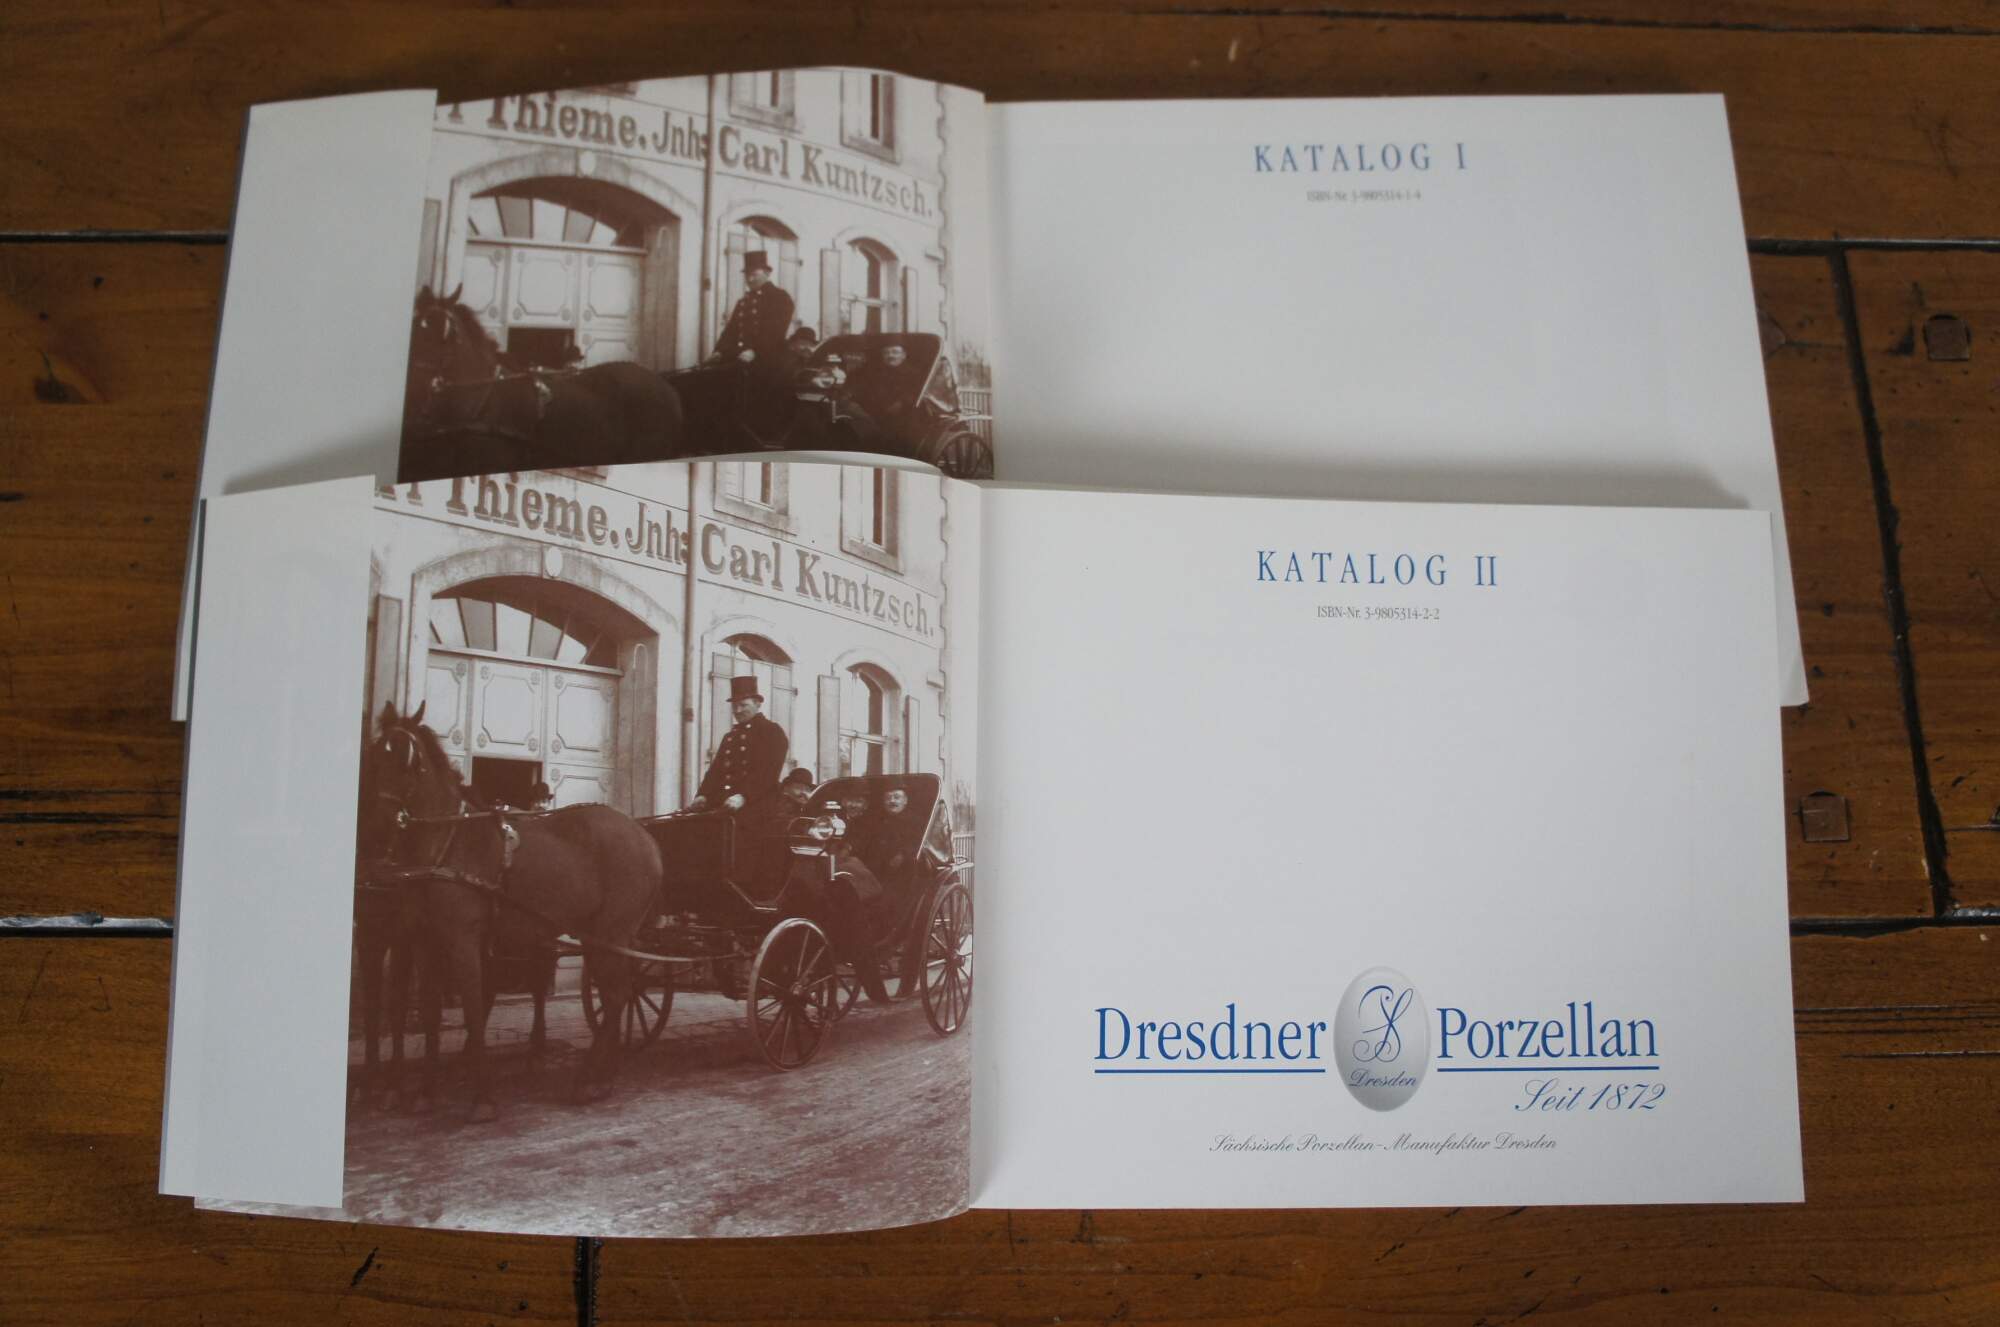 Thieme. Jnh: Carl Kuntzsch.
KATALOG I
ISBN-Nr. 3-9805314-1-4
Thieme. Jnh: Carl Kuntzsch.
KATALOG II
ISBN-Nr. 3-9805314-2-2
Dresdner Dresden Porzellan
Seit 1872
Sächsische Porzellan-Manufaktur Dresden